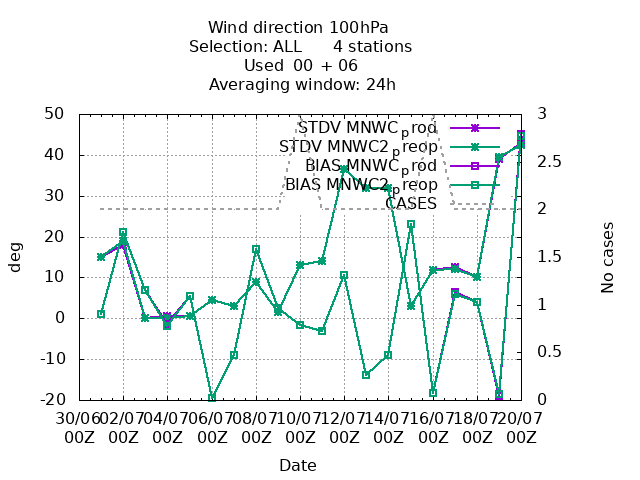 Wind direction 100hPa
Selection: ALL 4 stations
Used 00 + 06
Averaging window: 24h
50
40
30
20
10
0
-10
-20
deg
3
2.5
2
1.5
1
0.5
0
No cases
STDV MNWC_prod
STDV MNWC2_preop
BIAS MNWC_prod
BIAS MNWC2_preop
CASES
30/06 02/07 04/07 06/07 08/07 10/07 12/07 14/07 16/07 18/07 20/07
00Z 00Z 00Z 00Z 00Z 00Z 00Z 00Z 00Z 00Z 00Z
Date